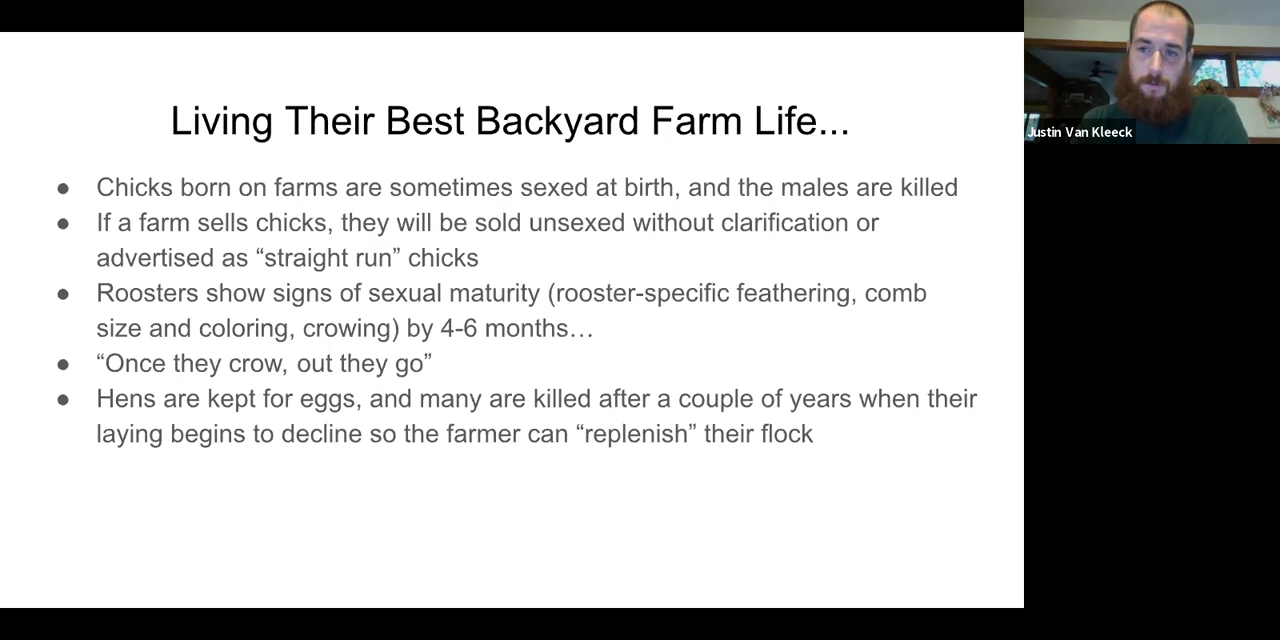 Living Their Best Backyard Farm Life...
● Chicks born on farms are sometimes sexed at birth, and the males are killed
● If a farm sells chicks, they will be sold unsexed without clarification or
advertised as “straight run” chicks
● Roosters show signs of sexual maturity (rooster-specific feathering, comb
size and coloring, crowing) by 4-6 months…
● “Once they crow, out they go”
● Hens are kept for eggs, and many are killed after a couple of years when their
laying begins to decline so the farmer can “replenish” their flock
Justin Van Kleeck